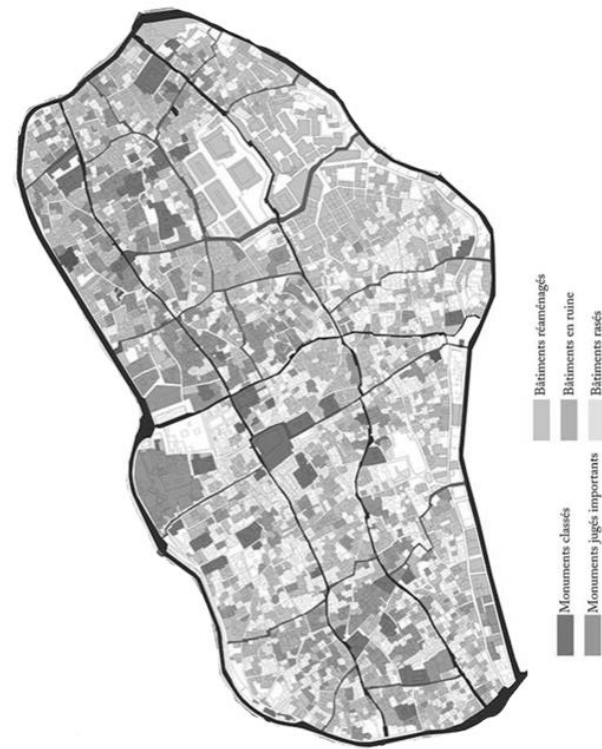 Monuments classés
Monuments jugés importants
Bâtiments réaménagés
Bâtiments en ruine
Bâtiments rasés